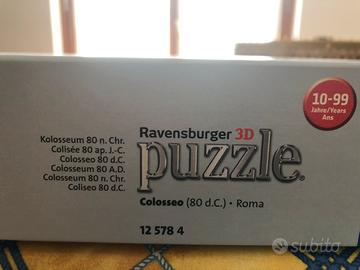 10-99
Jahre/Years
Ans
Kolosseum 80 n. Chr.
Colisée 80 ap. J.-C.
Colosseo 80 d.C.
Colosseum 80 A.D.
Colosseum 80 n. Chr.
Coliseo 80 d.C.
Ravensburger 3D
puzzle
Colosseo (80 d.C.) • Roma
12 578 4
subito